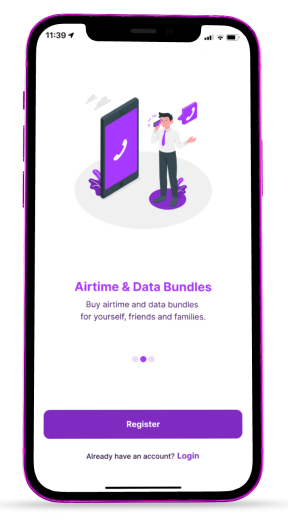 11:39
Airtime & Data Bundles
Buy airtime and data bundles
for yourself, friends and families.
Register
Already have an account? Login